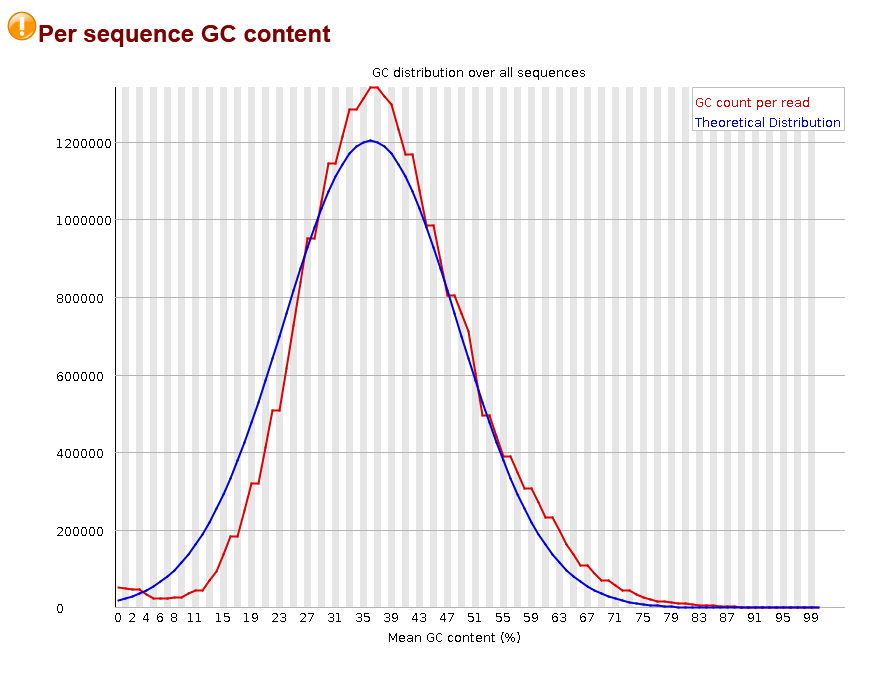 Per sequence GC content
GC distribution over all sequences
GC count per read
Theoretical Distribution
1200000
1000000
800000
600000
400000
200000
0
0 2 4 6 8 11 15 19 23 27 31 35 39 43 47 51 55 59 63 67 71 75 79 83 87 91 95 99
Mean GC content (%)